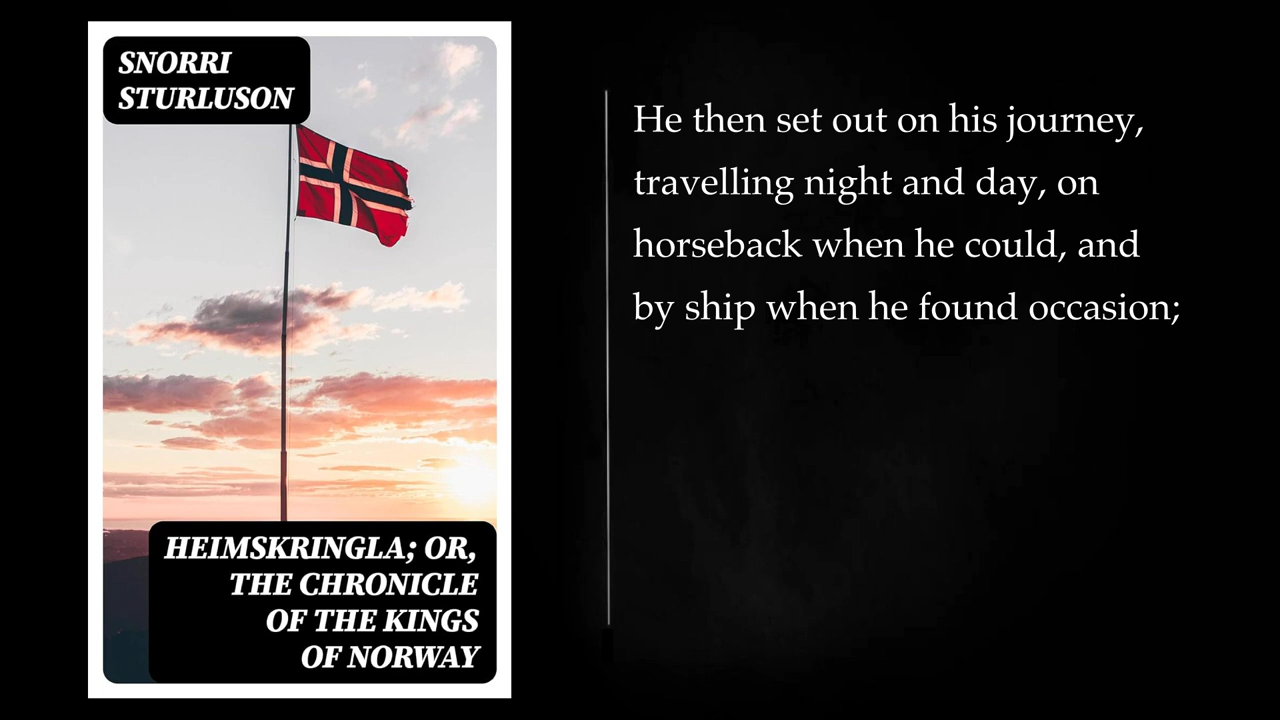 SNORRI
STURLUSON
HEIMSKRINGLA; OR,
THE CHRONICLE
OF THE KINGS
OF NORWAY
He then set out on his journey,
travelling night and day, on
horseback when he could, and
by ship when he found occasion;